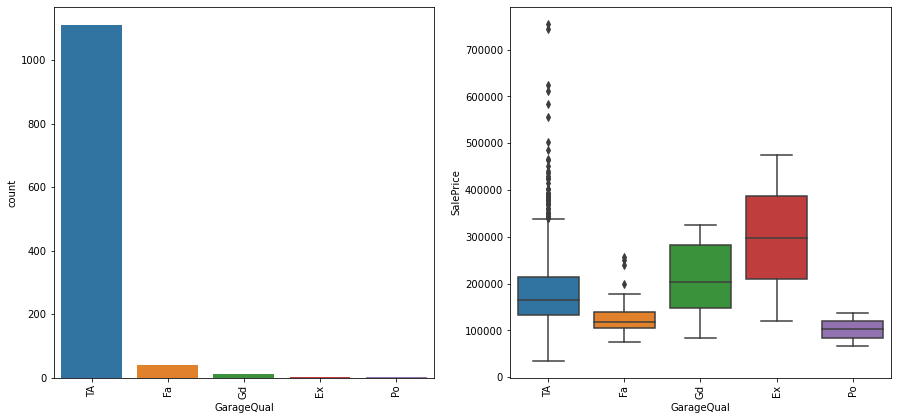 count
1000
800
600
400
200
0
TA
Fa
Gd
Ex
Po
GarageQual
SalePrice
700000
600000
500000
400000
300000
200000
100000
0
TA
Fa
Gd
Ex
Po
GarageQual